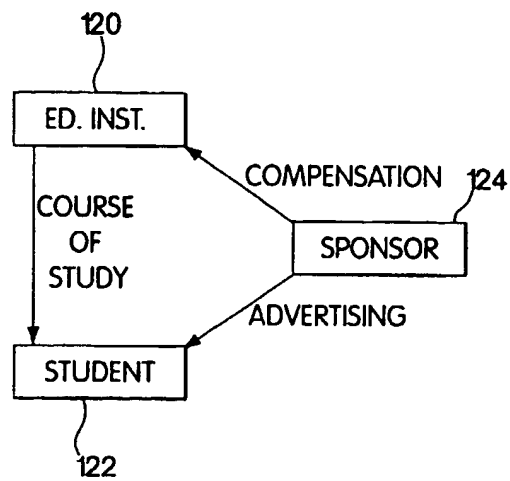 120
ED. INST.
COMPENSATION
124
COURSE
OF
STUDY
SPONSOR
ADVERTISING
STUDENT
122